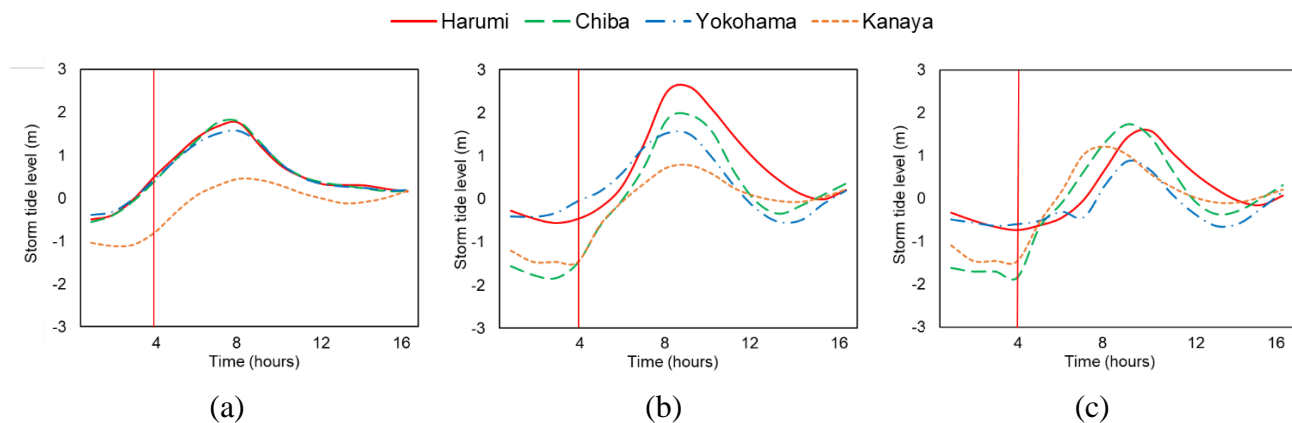 Harumi Chiba Yokohama Kanaya
3
2
1
0
-1
-2
-3
Storm tide level (m)
4 8 12 16
Time (hours)
(a)
3
2
1
0
-1
-2
-3
Storm tide level (m)
4 8 12 16
Time (hours)
(b)
3
2
1
0
-1
-2
-3
Storm tide level (m)
4 8 12 16
Time (hours)
(c)